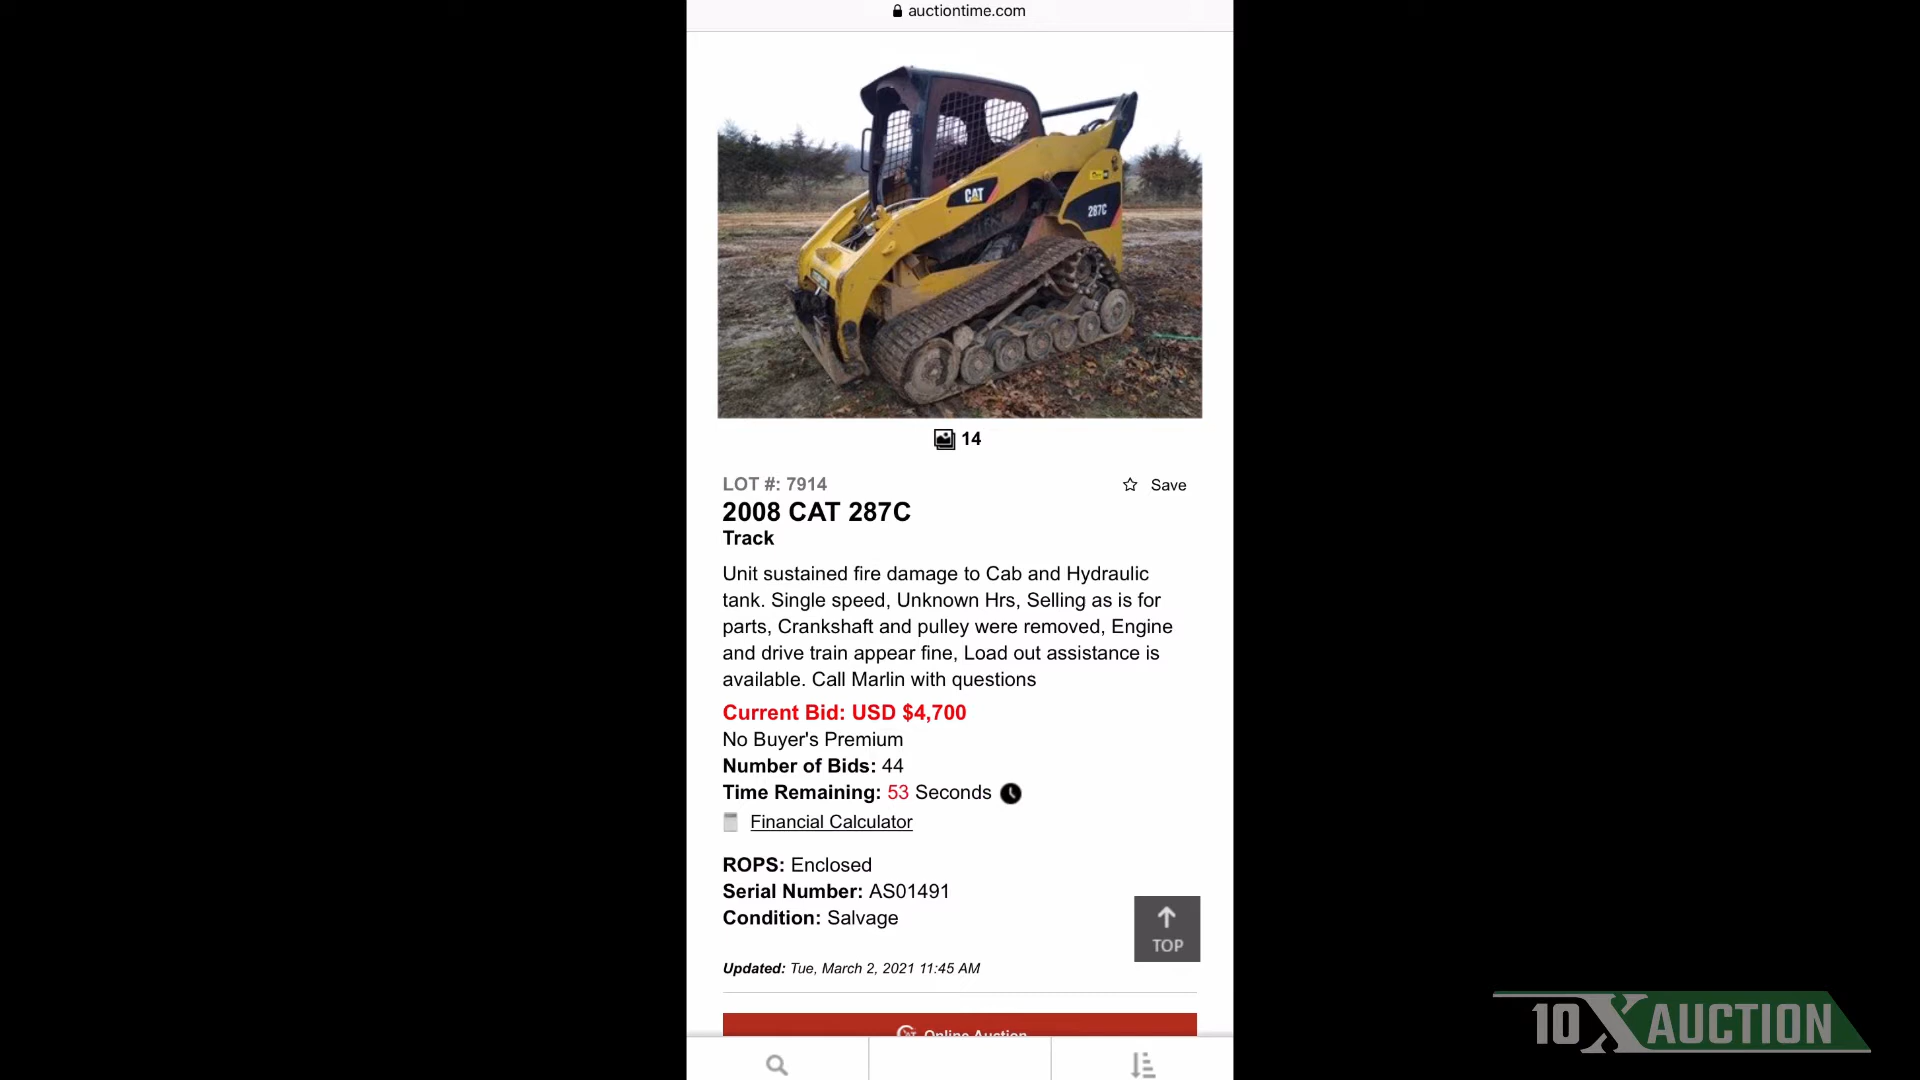 auctiontime.com
CAT
287C
14
LOT #: 7914
Save
2008 CAT 287C
Track
Unit sustained fire damage to Cab and Hydraulic
tank. Single speed, Unknown Hrs, Selling as is for
parts, Crankshaft and pulley were removed, Engine
and drive train appear fine, Load out assistance is
available. Call Marlin with questions
Current Bid: USD $4,700
No Buyer's Premium
Number of Bids: 44
Time Remaining: 53 Seconds
Financial Calculator
ROPS: Enclosed
Serial Number: AS01491
Condition: Salvage
TOP
Updated: Tue, March 2, 2021 11:45 AM
Online Auction
10XAUCTION